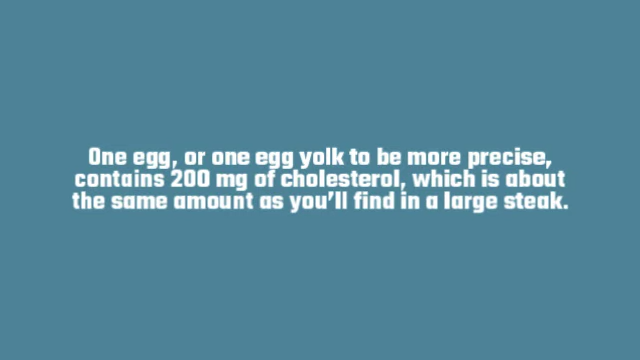 One egg, or one egg yolk to be more precise,
contains 200 mg of cholesterol, which is about
the same amount as you’ll find in a large steak.